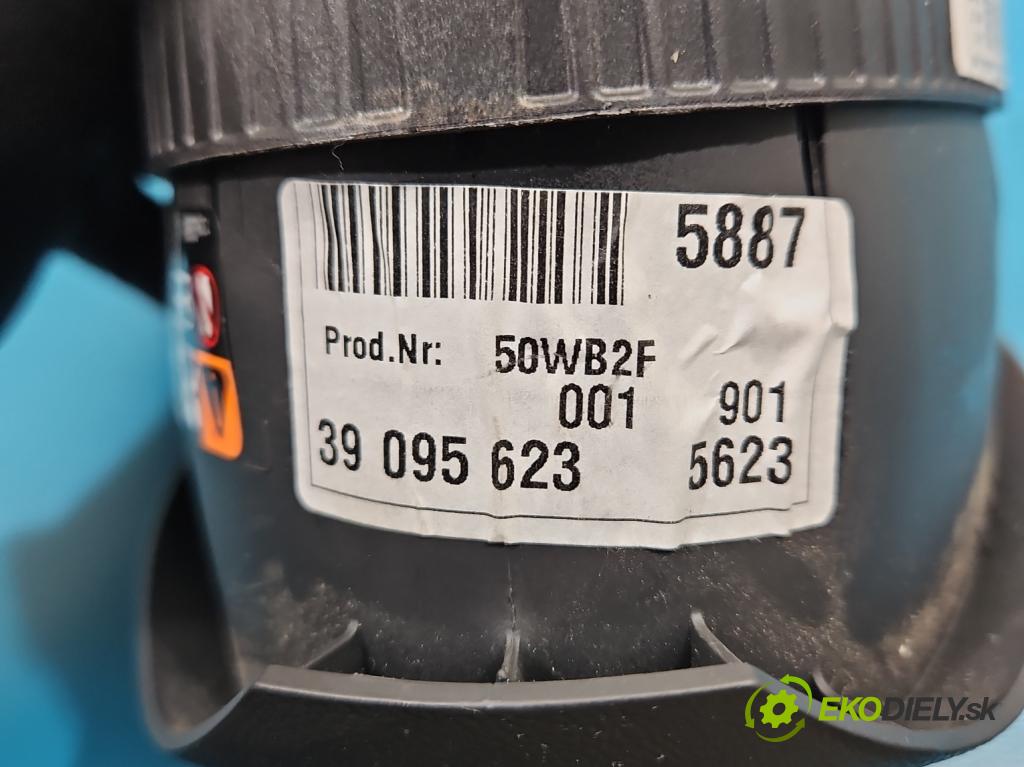 5887
Prod.Nr: 50WB2F
001 901
39 095 623 5623
EKODIELY.sk